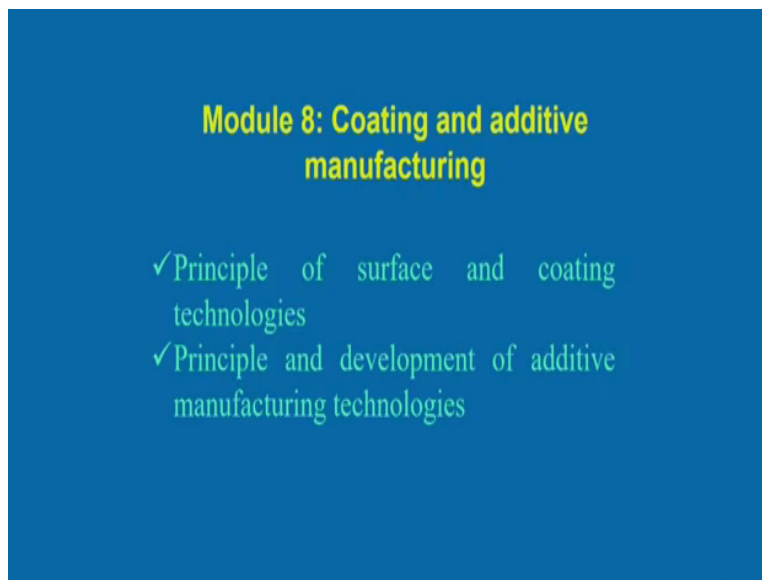 Module 8: Coating and additive
manufacturing
✓Principle of surface and coating
technologies
✓Principle and development of additive
manufacturing technologies